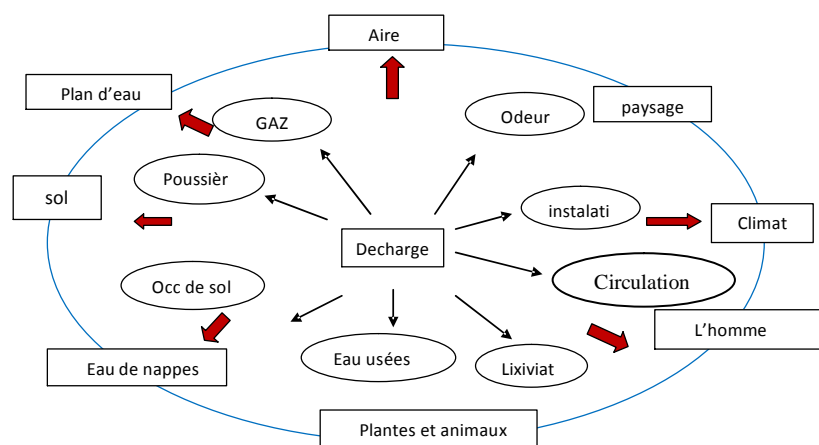 Aire
Plan d'eau
GAZ
Odeur
paysage
Poussièr
sol
instalati
Climat
Decharge
Occ de sol
Circulation
L'homme
Eau de nappes
Eau usées
Lixiviat
Plantes et animaux